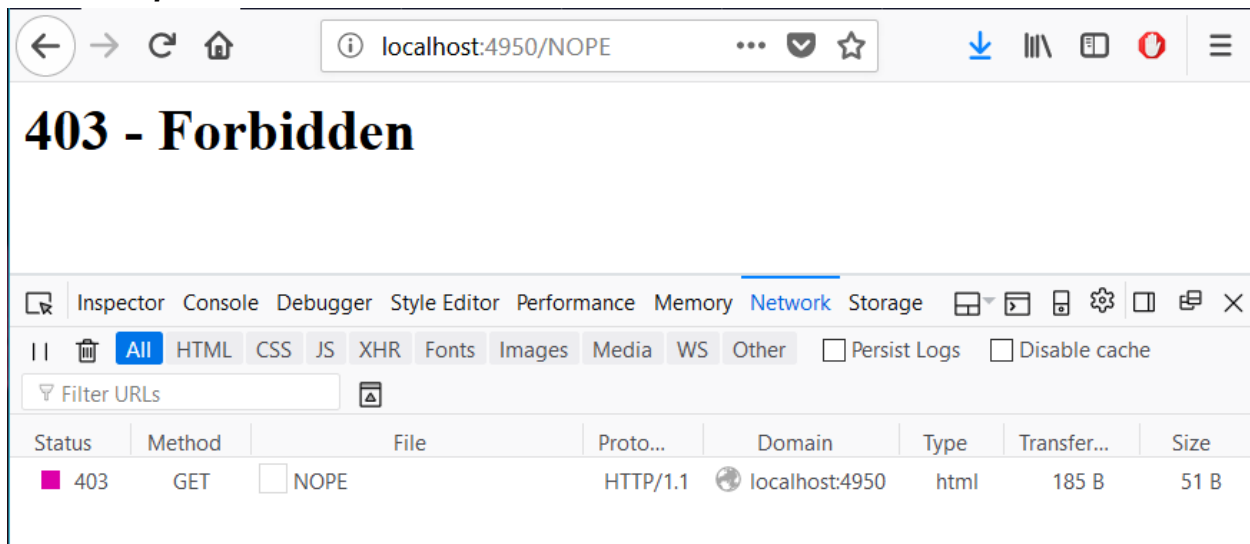 localhost:4950/NOPE
403 - Forbidden
Inspector Console Debugger Style Editor Performance Memory Network Storage
All HTML CSS JS XHR Fonts Images Media WS Other Persist Logs Disable cache
Filter URLs
Status Method File Proto... Domain Type Transfer... Size
403 GET NOPE HTTP/1.1 localhost:4950 html 185 B 51 B